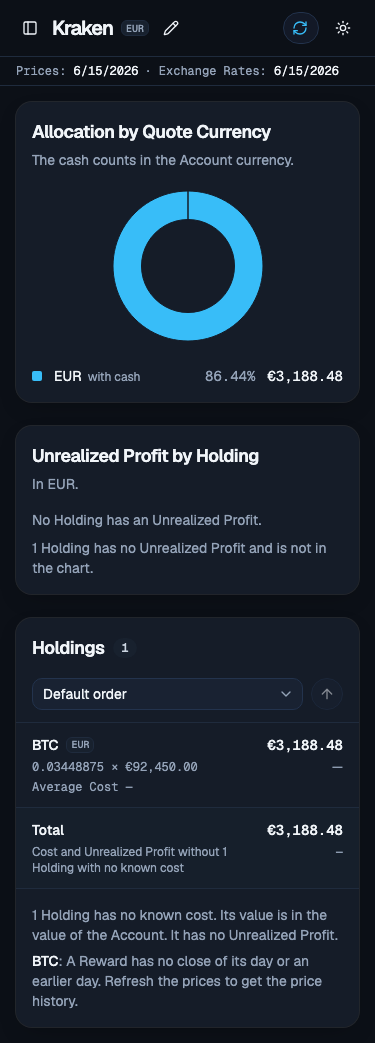 Kraken EUR
Prices: 6/15/2026 · Exchange Rates: 6/15/2026
Allocation by Quote Currency
The cash counts in the Account currency.
EUR with cash 86.44% €3,188.48
Unrealized Profit by Holding
In EUR.
No Holding has an Unrealized Profit.
1 Holding has no Unrealized Profit and is not in
the chart.
Holdings 1
Default order
BTC EUR €3,188.48
0.03448875 × €92,450.00 —
Average Cost —
Total €3,188.48
Cost and Unrealized Profit without 1 —
Holding with no known cost
1 Holding has no known cost. Its value is in the
value of the Account. It has no Unrealized Profit.
BTC: A Reward has no close of its day or an
earlier day. Refresh the prices to get the price
history.